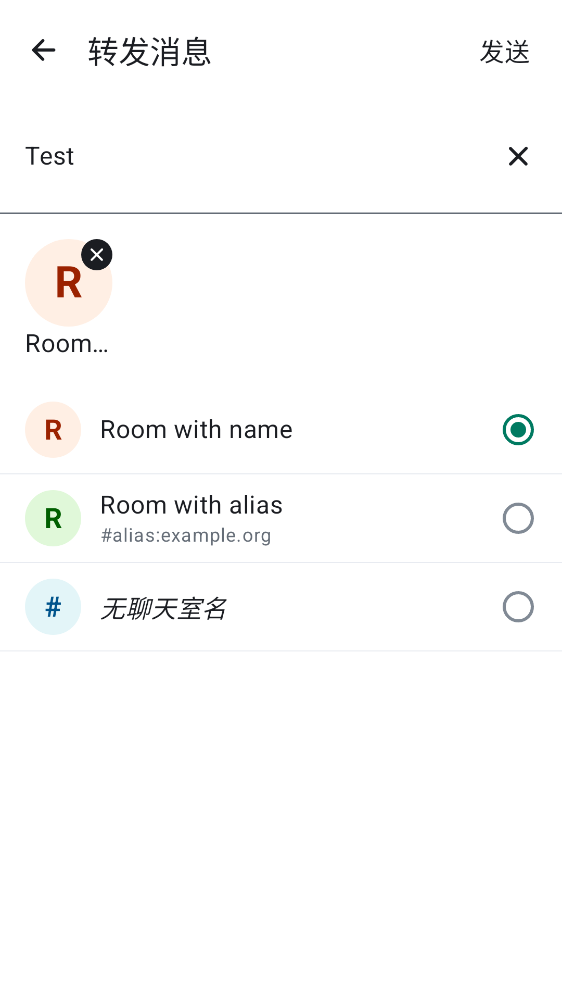 转发消息
发送
Test
R
Room…
R
Room with name
R
Room with alias
#alias:example.org
#
无聊天室名